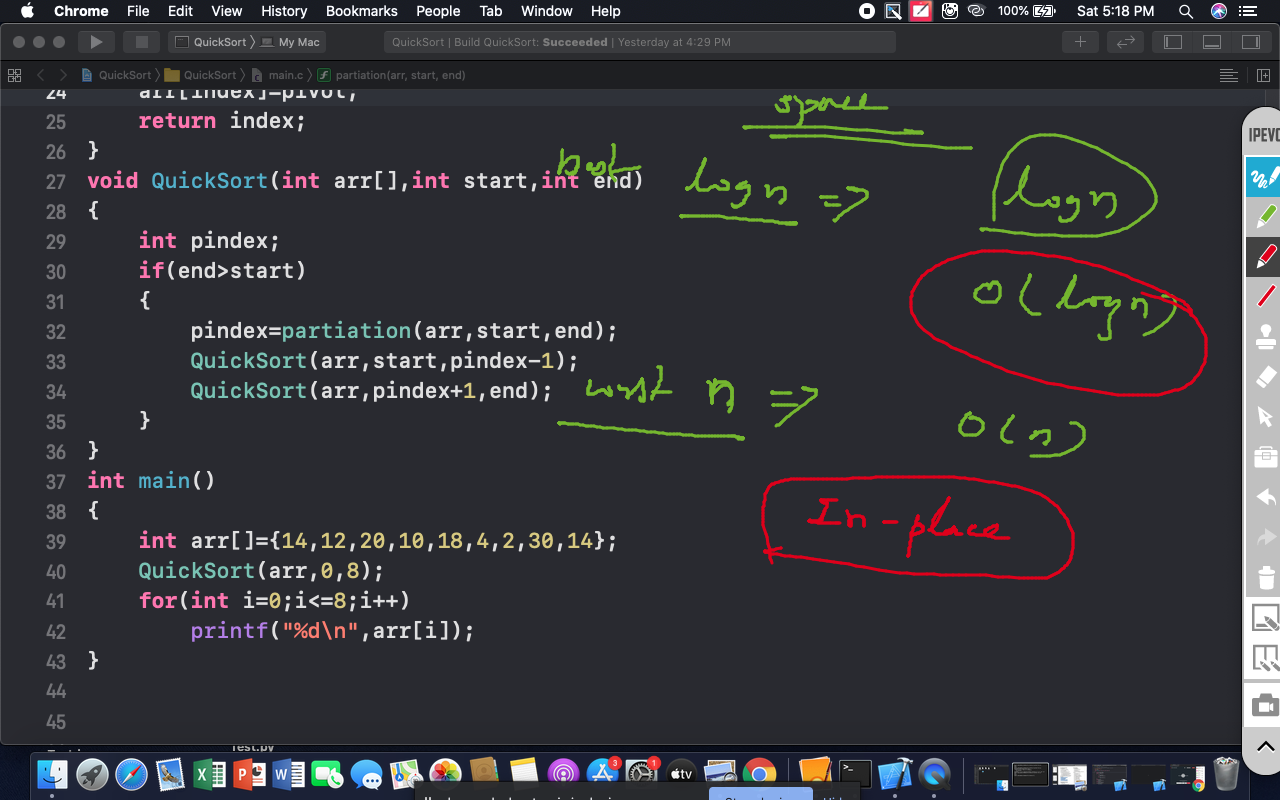 Chrome File Edit View History Bookmarks People Tab Window Help 100% Sat 5:18 PM
QuickSort 〉 My Mac QuickSort | Build QuickSort: Succeeded | Yesterday at 4:29 PM
QuickSort 〉 QuickSort 〉 main.c 〉 partiation(arr, start, end)
24 arr[index]=pivot;
space
25 return index;
IPEVO
26 }
best
27 void QuickSort(int arr[],int start,int end)
log n => log n
28 {
29 int pindex;
30 if(end>start)
31 {
O(log n)
32 pindex=partiation(arr,start,end);
33 QuickSort(arr,start,pindex-1);
34 QuickSort(arr,pindex+1,end);
worst n =>
35 }
O(n)
36 }
37 int main()
38 {
In-place
39 int arr[]={14,12,20,10,18,4,2,30,14};
40 QuickSort(arr,0,8);
41 for(int i=0;i<=8;i++)
42 printf("%d\n",arr[i]);
43 }
44
45
Test.py
3 1
tv